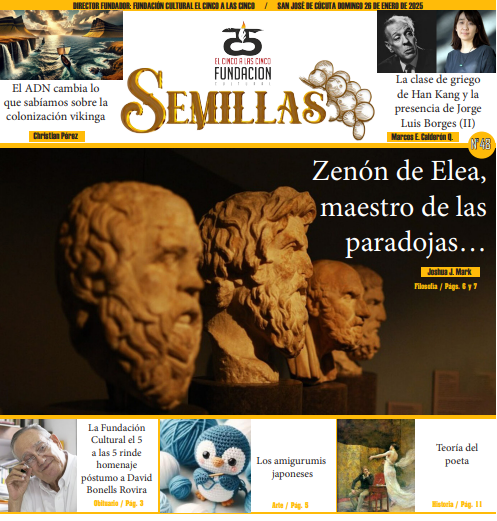 DIRECTOR FUNDADOR: FUNDACIÓN CULTURAL EL CINCO A LAS CINCO / SAN JOSÉ DE CÚCUTA DOMINGO 26 DE ENERO DE 2025
El ADN cambia lo
que sabíamos sobre la
colonización vikinga
Christian Pérez
EL CINCO A LAS CINCO
FUNDACION
CULTURAL
SEMILLAS
La clase de griego
de Han Kang y la
presencia de Jorge
Luis Borges (II)
Marcos E. Calderón Q.
Nº48
Zenón de Elea,
maestro de las
paradojas…
Joshua J. Mark
Filosofía / Págs. 6 y 7
La Fundación
Cultural el 5
a las 5 rinde
homenaje
póstumo a David
Bonells Rovira
Obituario / Pág. 3
Los amigurumis
japoneses
Arte / Pág. 5
Teoría del
poeta
Historia / Pág. 11